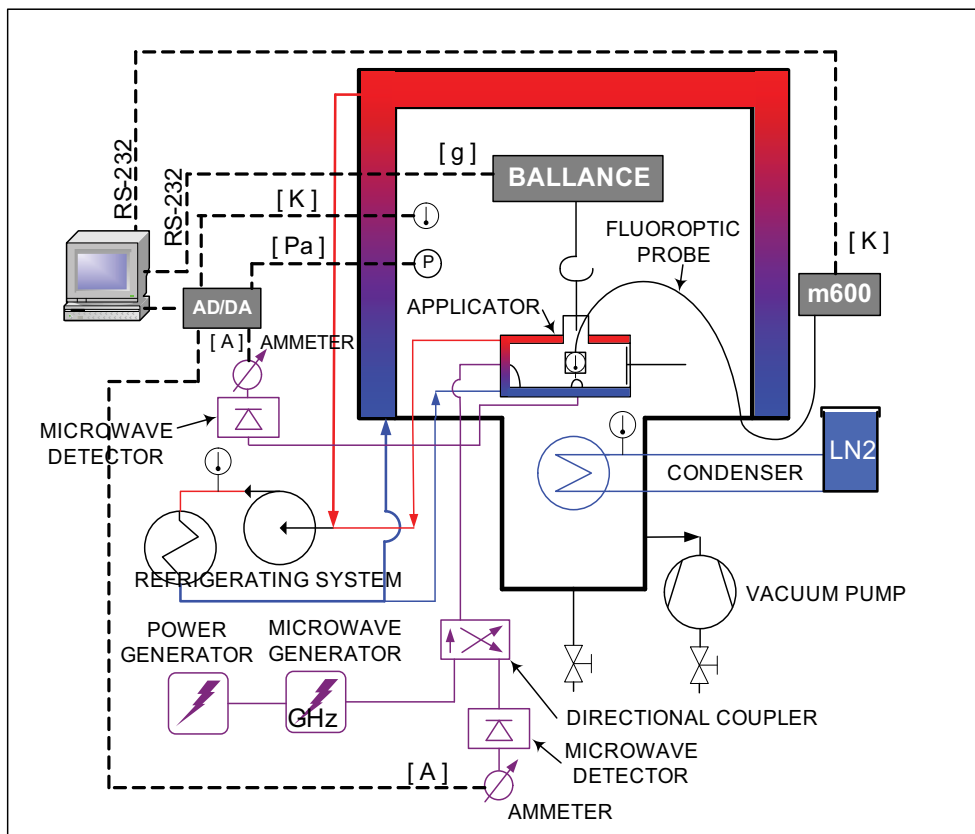 RS-232
RS-232
[ g ]
BALLANCE
[ K ]
FLUOROPTIC
PROBE
[ Pa ]
P
[ K ]
m600
AD/DA
APPLICATOR
[ A ]
AMMETER
MICROWAVE
DETECTOR
LN2
CONDENSER
REFRIGERATING SYSTEM
VACUUM PUMP
POWER
GENERATOR
MICROWAVE
GENERATOR
GHz
DIRECTIONAL COUPLER
MICROWAVE
DETECTOR
[ A ]
AMMETER